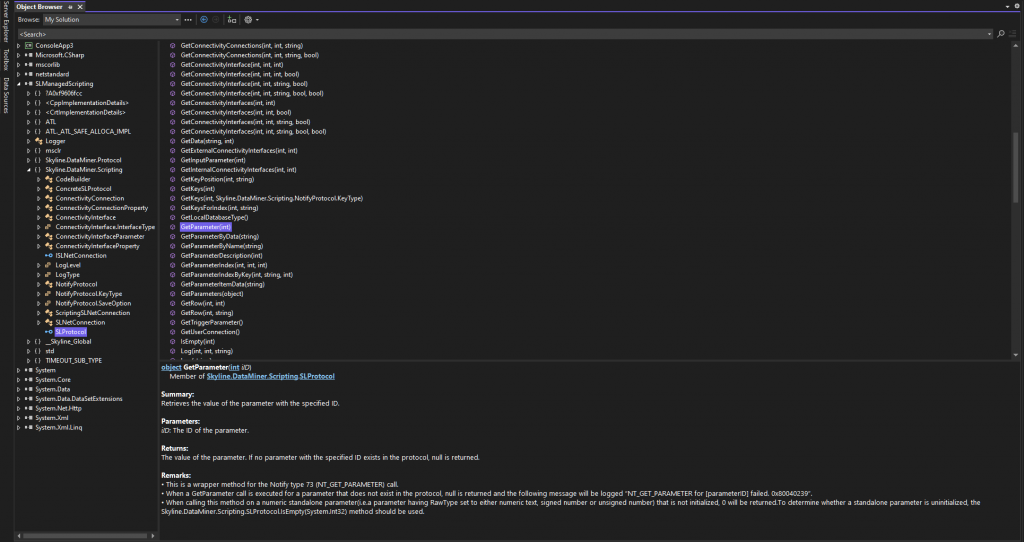 Object Browser
Server Explorer
Toolbox
Data Sources
Browse: My Solution
<Search>
ConsoleApp3
Microsoft.CSharp
mscorlib
netstandard
SLManagedScripting
?A0xf9606fcc
<CppImplementationDetails>
<CrtImplementationDetails>
ATL
ATL._ATL_SAFE_ALLOCA_IMPL
Logger
msclr
Skyline.DataMiner.Protocol
Skyline.DataMiner.Scripting
CodeBuilder
ConcreteSLProtocol
ConnectivityConnection
ConnectivityConnectionProperty
ConnectivityInterface
ConnectivityInterface.InterfaceType
ConnectivityInterfaceParameter
ConnectivityInterfaceProperty
ISLNetConnection
LogLevel
LogType
NotifyProtocol
NotifyProtocol.KeyType
NotifyProtocol.SaveOption
ScriptingSLNetConnection
SLNetConnection
SLProtocol
__Skyline_Global
std
TIMEOUT_SUB_TYPE
System
System.Core
System.Data
System.Data.DataSetExtensions
System.Net.Http
System.Xml
System.Xml.Linq
GetConnectivityConnections(int, int, string)
GetConnectivityConnections(int, int, string, bool)
GetConnectivityInterface(int, int, int)
GetConnectivityInterface(int, int, int, bool)
GetConnectivityInterface(int, int, string, bool)
GetConnectivityInterface(int, int, string, bool, bool)
GetConnectivityInterfaces(int, int)
GetConnectivityInterfaces(int, int, bool)
GetConnectivityInterfaces(int, int, string, bool)
GetConnectivityInterfaces(int, int, string, bool, bool)
GetData(string, int)
GetExternalConnectivityInterfaces(int, int)
GetInputParameter(int)
GetInternalConnectivityInterfaces(int, int)
GetKeyPosition(int, string)
GetKeys(int)
GetKeys(int, Skyline.DataMiner.Scripting.NotifyProtocol.KeyType)
GetKeysForIndex(int, string)
GetLocalDatabaseType()
GetParameter(int)
GetParameterByData(string)
GetParameterByName(string)
GetParameterDescription(int)
GetParameterIndex(int, int, int)
GetParameterIndexByKey(int, string, int)
GetParameterItemData(string)
GetParameters(object)
GetRow(int, int)
GetRow(int, string)
GetTriggerParameter()
GetUserConnection()
IsEmpty(int)
Log(int, int, string)
object GetParameter(int iID)
Member of Skyline.DataMiner.Scripting.SLProtocol
Summary:
Retrieves the value of the parameter with the specified ID.
Parameters:
iID: The ID of the parameter.
Returns:
The value of the parameter. If no parameter with the specified ID exists in the protocol, null is returned.
Remarks:
• This is a wrapper method for the Notify type 73 (NT_GET_PARAMETER) call.
• When a GetParameter call is executed for a parameter that does not exist in the protocol, null is returned and the following message will be logged "NT_GET_PARAMETER for [parameterID] failed. 0x80040239".
• When calling this method on a numeric standalone parameter(i.e.a parameter having RawType set to either numeric text, signed number or unsigned number) that is not initialized, 0 will be returned.To determine whether a standalone parameter is uninitialized, the
Skyline.DataMiner.Scripting.SLProtocol.IsEmpty(System.Int32) method should be used.